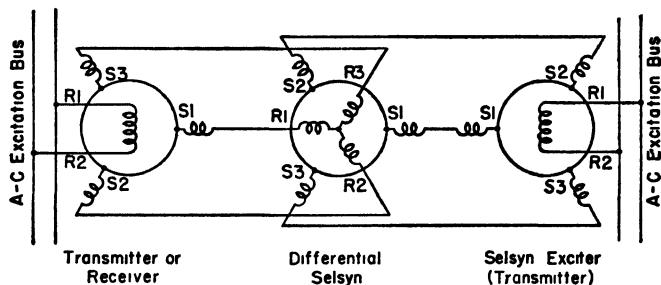 A-C Excitation Bus
S3
R1
R2
S2
S1
S2
R3
R1
S1
S3
R2
S1
S2
R1
R2
S3
A-C Excitation Bus
Transmitter or
Receiver
Differential
Selsyn
Selsyn Exciter
(Transmitter)